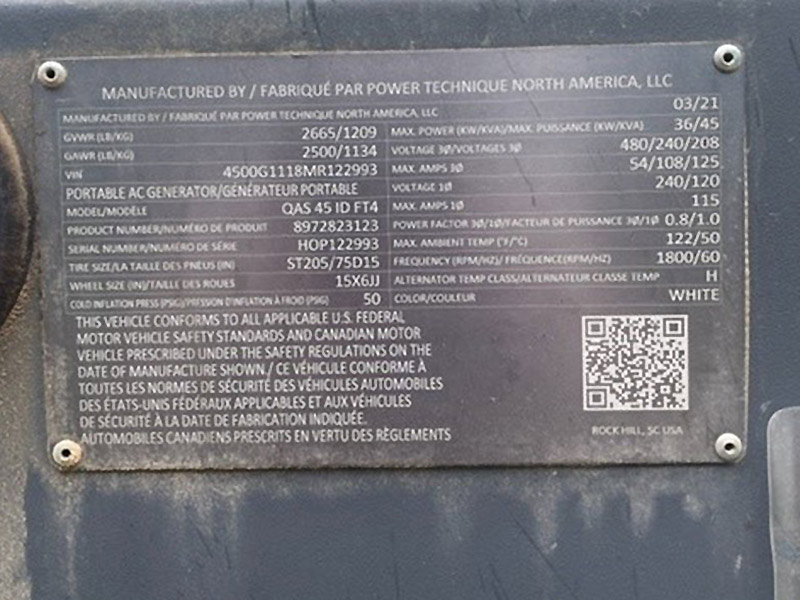 MANUFACTURED BY / FABRIQUÉ PAR POWER TECHNIQUE NORTH AMERICA, LLC
MANUFACTURED BY / FABRIQUÉ PAR POWER TECHNIQUE NORTH AMERICA, LLC 03/21
GVWR (LB/KG) 2665/1209
GAWR (LB/KG) 2500/1134
VIN 4500G1118MR122993
PORTABLE AC GENERATOR/GÉNÉRATEUR PORTABLE
MODEL/MODÈLE QAS 45 ID FT4
PRODUCT NUMBER/NUMÉRO DE PRODUIT 8972823123
SERIAL NUMBER/NUMÉRO DE SÉRIE HOP122993
TIRE SIZE/LA TAILLE DES PNEUS (IN) ST205/75D15
WHEEL SIZE (IN)/TAILLE DES ROUES 15X6JJ
COLD INFLATION PRESS (PSIG)/PRESSION D'INFLATION À FROID (PSIG) 50
MAX. POWER (KW/KVA)/MAX. PUISSANCE (KW/KVA) 36/45
VOLTAGE 3Ø/VOLTAGES 3Ø 480/240/208
MAX. AMPS 3Ø 54/108/125
VOLTAGE 1Ø 240/120
MAX. AMPS 1Ø 115
POWER FACTOR 3Ø/1Ø/FACTEUR DE PUISSANCE 3Ø/1Ø 0.8/1.0
MAX. AMBIENT TEMP (°F/°C) 122/50
FREQUENCY (RPM/HZ)/ FRÉQUENCE(RPM/HZ) 1800/60
ALTERNATOR TEMP CLASS/ALTERNATEUR CLASSE TEMP H
COLOR/COULEUR WHITE
THIS VEHICLE CONFORMS TO ALL APPLICABLE U.S. FEDERAL
MOTOR VEHICLE SAFETY STANDARDS AND CANADIAN MOTOR
VEHICLE PRESCRIBED UNDER THE SAFETY REGULATIONS ON THE
DATE OF MANUFACTURE SHOWN./ CE VÉHICULE CONFORME À
TOUTES LES NORMES DE SÉCURITÉ DES VÉHICULES AUTOMOBILES
DES ÉTATS-UNIS FÉDÉRAUX APPLICABLES ET AUX VÉHICULES
DE SÉCURITÉ À LA DATE DE FABRICATION INDIQUÉE.
AUTOMOBILES CANADIENS PRESCRITS EN VERTU DES RÈGLEMENTS
ROCK HILL, SC USA